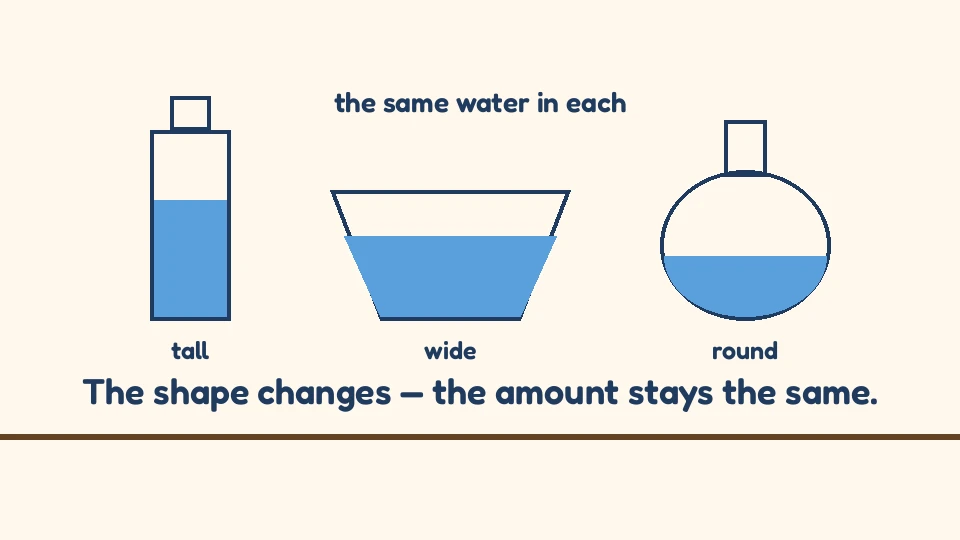 the same water in each
tall
wide
round
The shape changes — the amount stays the same.